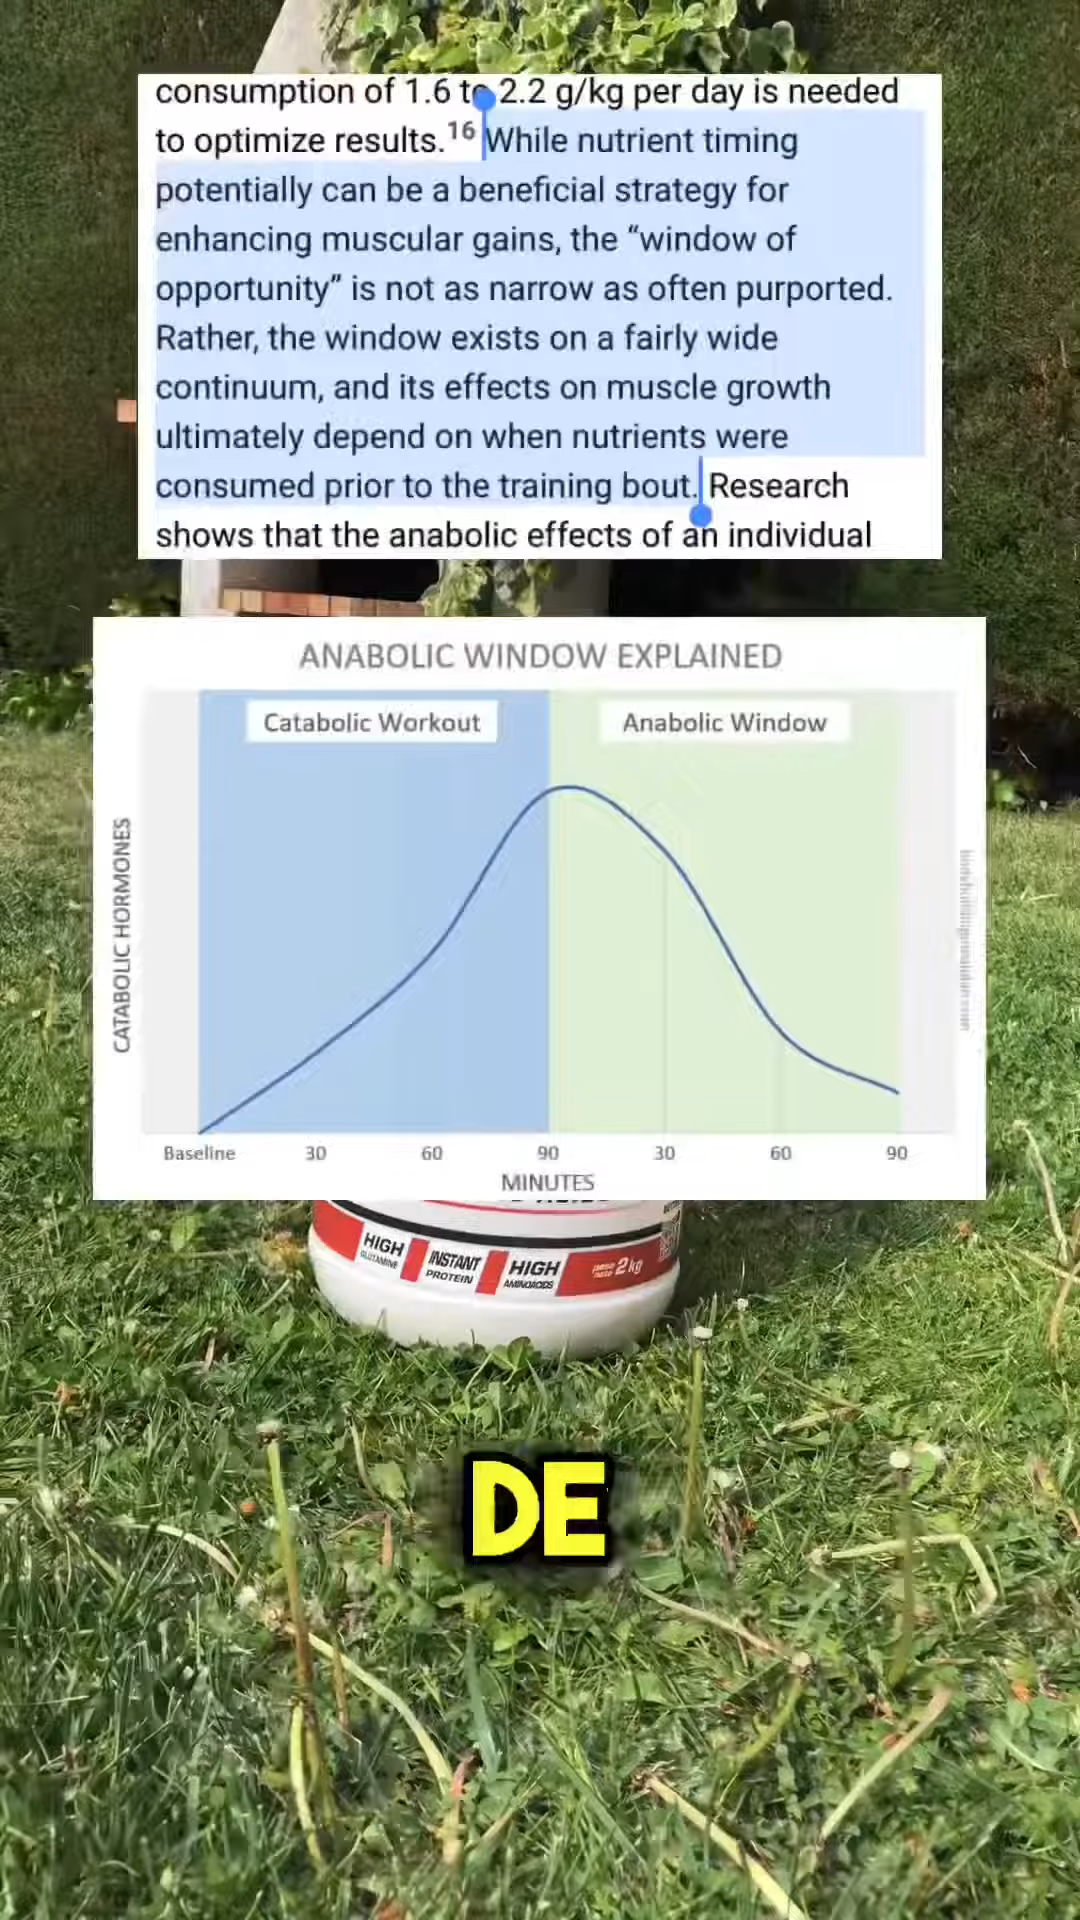 consumption of 1.6 to 2.2 g/kg per day is needed
to optimize results.16 While nutrient timing
potentially can be a beneficial strategy for
enhancing muscular gains, the “window of
opportunity” is not as narrow as often purported.
Rather, the window exists on a fairly wide
continuum, and its effects on muscle growth
ultimately depend on when nutrients were
consumed prior to the training bout. Research
shows that the anabolic effects of an individual
ANABOLIC WINDOW EXPLAINED
Catabolic Workout
Anabolic Window
CATABOLIC HORMONES
Baseline 30 60 90 30 60 90
MINUTES
HIGH
GLUTAMINE
INSTANT
PROTEIN
HIGH
AMINOACIDS
peso
neto 2kg
DE